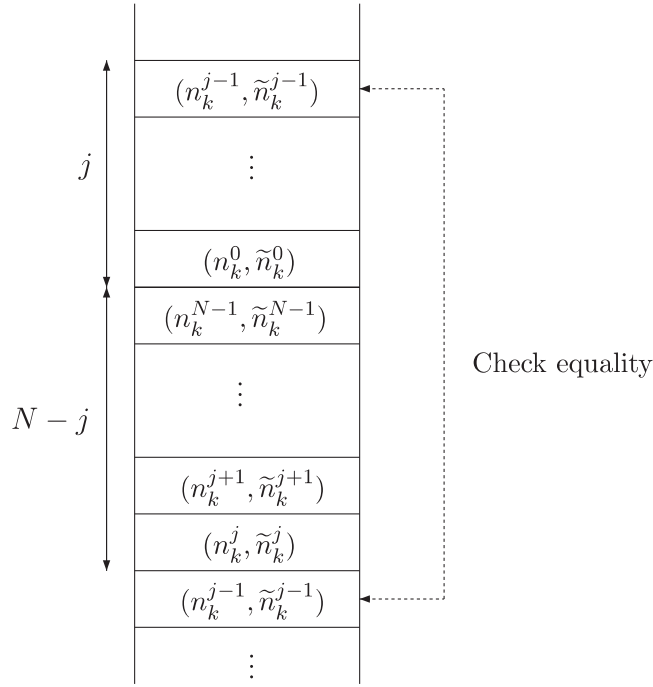 (n_k^{j-1}, ñ_k^{j-1})
j
⋮
(n_k^0, ñ_k^0)
(n_k^{N-1}, ñ_k^{N-1})
Check equality
⋮
N − j
(n_k^{j+1}, ñ_k^{j+1})
(n_k^j, ñ_k^j)
(n_k^{j-1}, ñ_k^{j-1})
⋮